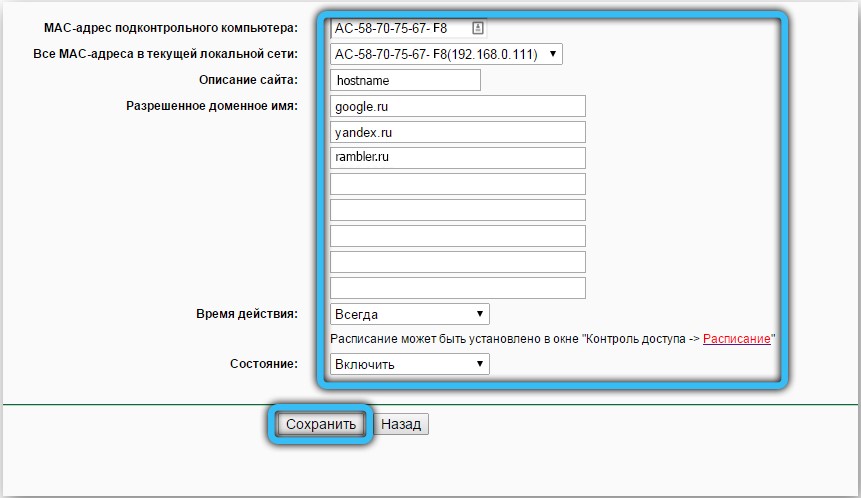 MAC-адрес подконтрольного компьютера: AC-58-70-75-67- F8
Все MAC-адреса в текущей локальной сети: AC-58-70-75-67- F8(192.168.0.111)
Описание сайта: hostname
Разрешенное доменное имя: google.ru
yandex.ru
rambler.ru
Время действия: Всегда
Расписание может быть установлено в окне "Контроль доступа -> Расписание"
Состояние: Включить
Сохранить Назад